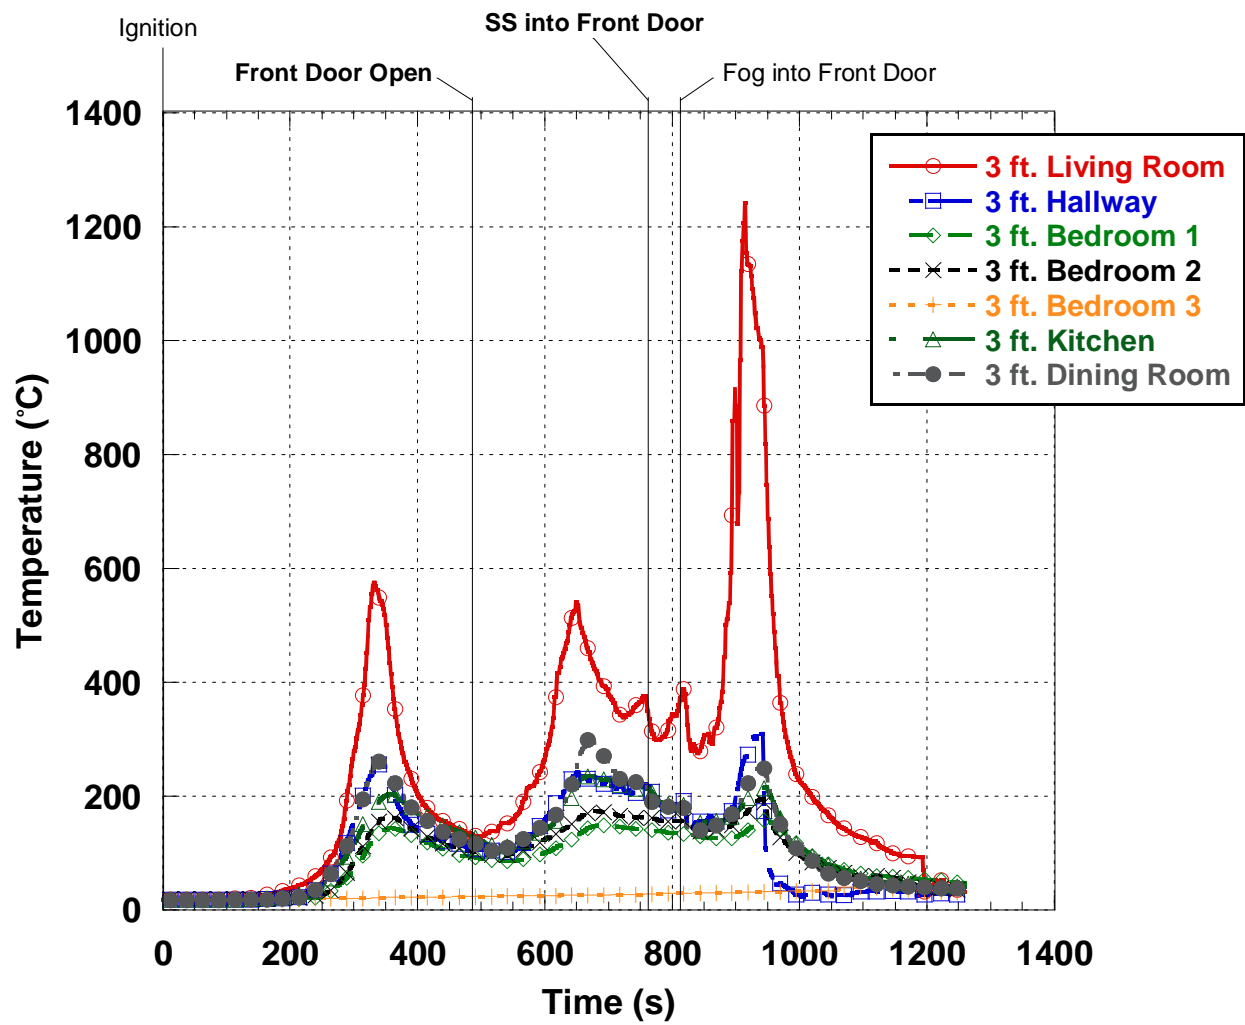 Ignition
SS into Front Door
Front Door Open
Fog into Front Door
1400
1200
1000
800
600
400
200
0
Temperature (°C)
3 ft. Living Room
3 ft. Hallway
3 ft. Bedroom 1
3 ft. Bedroom 2
3 ft. Bedroom 3
3 ft. Kitchen
3 ft. Dining Room
0 200 400 600 800 1000 1200 1400
Time (s)